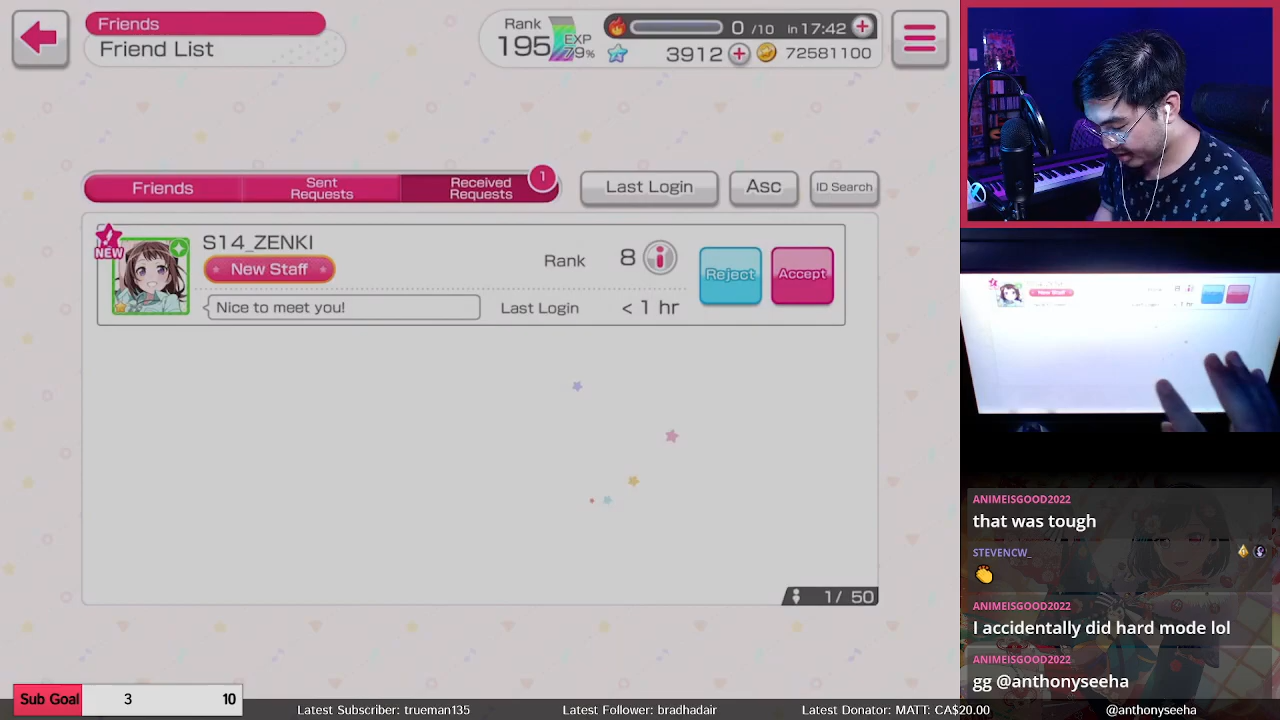 Friends
Friend List
Rank
195
EXP
79%
0 /10 in 17:42
3912
72581100
Friends
Sent
Requests
Received
Requests
1
Last Login
Asc
ID Search
NEW
S14_ZENKI
New Staff
Nice to meet you!
Rank 8
Last Login < 1 hr
Reject
Accept
1/ 50
ANIMEISGOOD2022
that was tough
STEVENCW_
ANIMEISGOOD2022
I accidentally did hard mode lol
ANIMEISGOOD2022
gg @anthonyseeha
Sub Goal 3 10
Latest Subscriber: trueman135
Latest Follower: bradhadair
Latest Donator: MATT: CA$20.00
@anthonyseeha